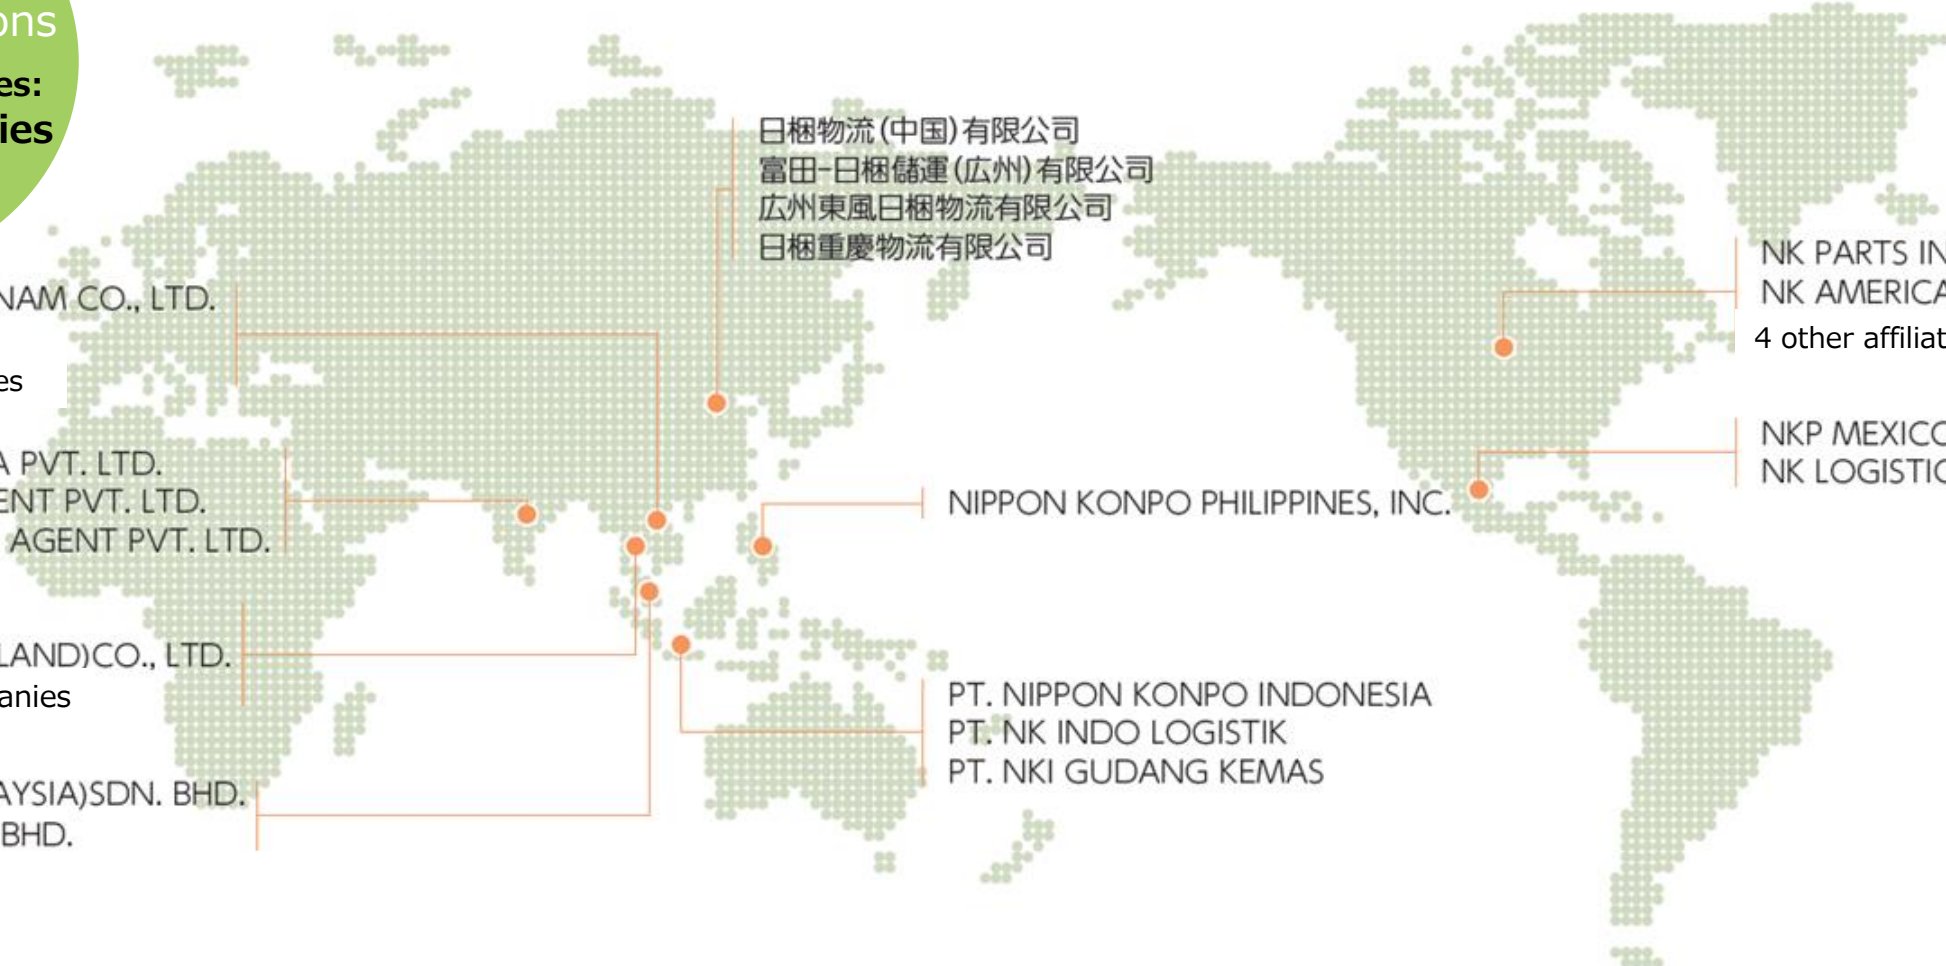 ons
es:
ies
NAM CO., LTD.
es
A PVT. LTD.
ENT PVT. LTD.
AGENT PVT. LTD.
LAND)CO., LTD.
anies
AYSIA)SDN. BHD.
BHD.
日梱物流(中国)有限公司
富田-日梱儲運(広州)有限公司
広州東風日梱物流有限公司
日梱重慶物流有限公司
NIPPON KONPO PHILIPPINES, INC.
PT. NIPPON KONPO INDONESIA
PT. NK INDO LOGISTIK
PT. NKI GUDANG KEMAS
NK PARTS IN
NK AMERICA
4 other affiliat
NKP MEXICO
NK LOGISTIC